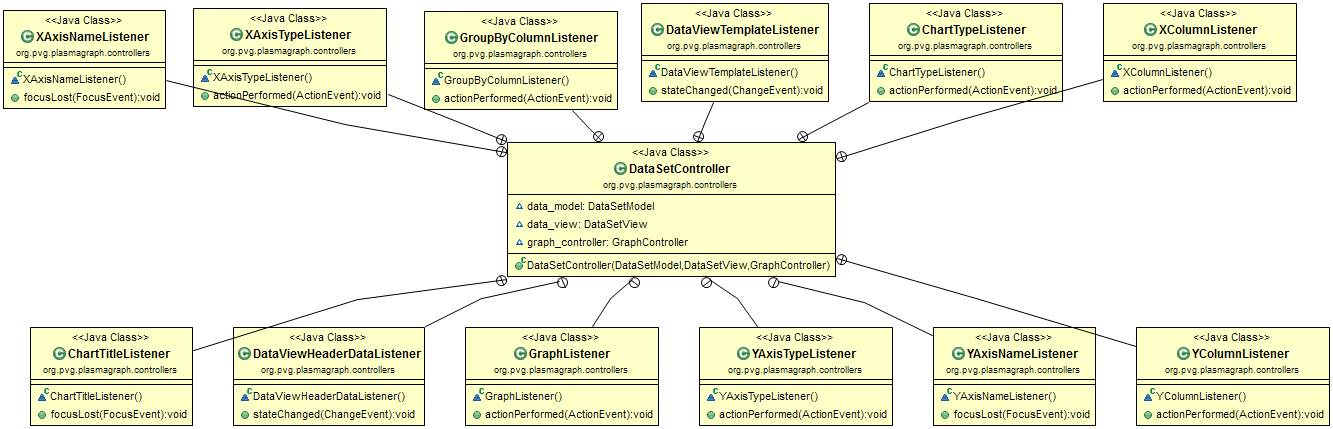 <<Java Class>>
XAxisNameListener
org.pvg.plasmagraph.controllers
XAxisNameListener()
focusLost(FocusEvent):void
<<Java Class>>
XAxisTypeListener
org.pvg.plasmagraph.controllers
XAxisTypeListener()
actionPerformed(ActionEvent):void
<<Java Class>>
GroupByColumnListener
org.pvg.plasmagraph.controllers
GroupByColumnListener()
actionPerformed(ActionEvent):void
<<Java Class>>
DataViewTemplateListener
org.pvg.plasmagraph.controllers
DataViewTemplateListener()
stateChanged(ChangeEvent):void
<<Java Class>>
ChartTypeListener
org.pvg.plasmagraph.controllers
ChartTypeListener()
actionPerformed(ActionEvent):void
<<Java Class>>
XColumnListener
org.pvg.plasmagraph.controllers
XColumnListener()
actionPerformed(ActionEvent):void
<<Java Class>>
DataSetController
org.pvg.plasmagraph.controllers
data_model: DataSetModel
data_view: DataSetView
graph_controller: GraphController
DataSetController(DataSetModel,DataSetView,GraphController)
<<Java Class>>
ChartTitleListener
org.pvg.plasmagraph.controllers
ChartTitleListener()
focusLost(FocusEvent):void
<<Java Class>>
DataViewHeaderDataListener
org.pvg.plasmagraph.controllers
DataViewHeaderDataListener()
stateChanged(ChangeEvent):void
<<Java Class>>
GraphListener
org.pvg.plasmagraph.controllers
GraphListener()
actionPerformed(ActionEvent):void
<<Java Class>>
YAxisTypeListener
org.pvg.plasmagraph.controllers
YAxisTypeListener()
actionPerformed(ActionEvent):void
<<Java Class>>
YAxisNameListener
org.pvg.plasmagraph.controllers
YAxisNameListener()
focusLost(FocusEvent):void
<<Java Class>>
YColumnListener
org.pvg.plasmagraph.controllers
YColumnListener()
actionPerformed(ActionEvent):void